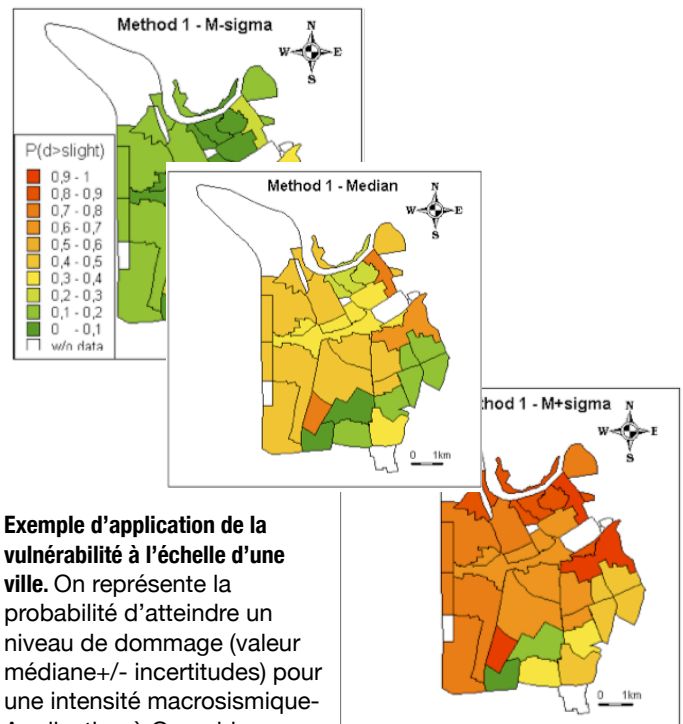 Method 1 - M-sigma
N
W E
S
P(d>slight)
0,9 - 1
0,8 - 0,9
0,7 - 0,8
0,6 - 0,7
0,5 - 0,6
0,4 - 0,5
0,3 - 0,4
0,2 - 0,3
0,1 - 0,2
0 - 0,1
w/o data
Method 1 - Median
N
W E
S
0 1km
1 - M+sigma
N
W E
S
0 1km
Exemple d’application de la
vulnérabilité à l’échelle d’une
ville. On représente la
probabilité d’atteindre un
niveau de dommage (valeur
médiane+/- incertitudes) pour
une intensité macrosismique-